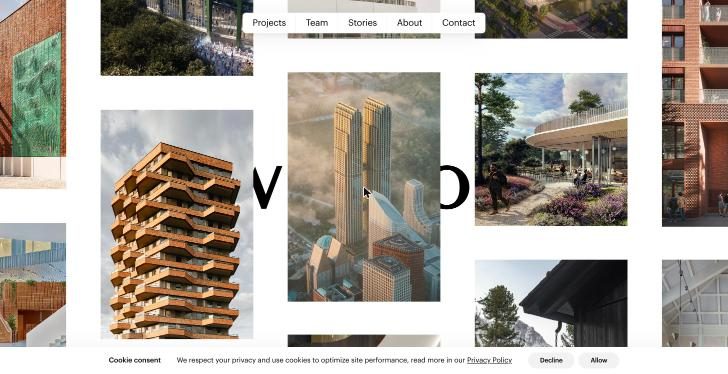 Projects
Team
Stories
About
Contact
Cookie consent
We respect your privacy and use cookies to optimize site performance, read more in our Privacy Policy
Decline
Allow